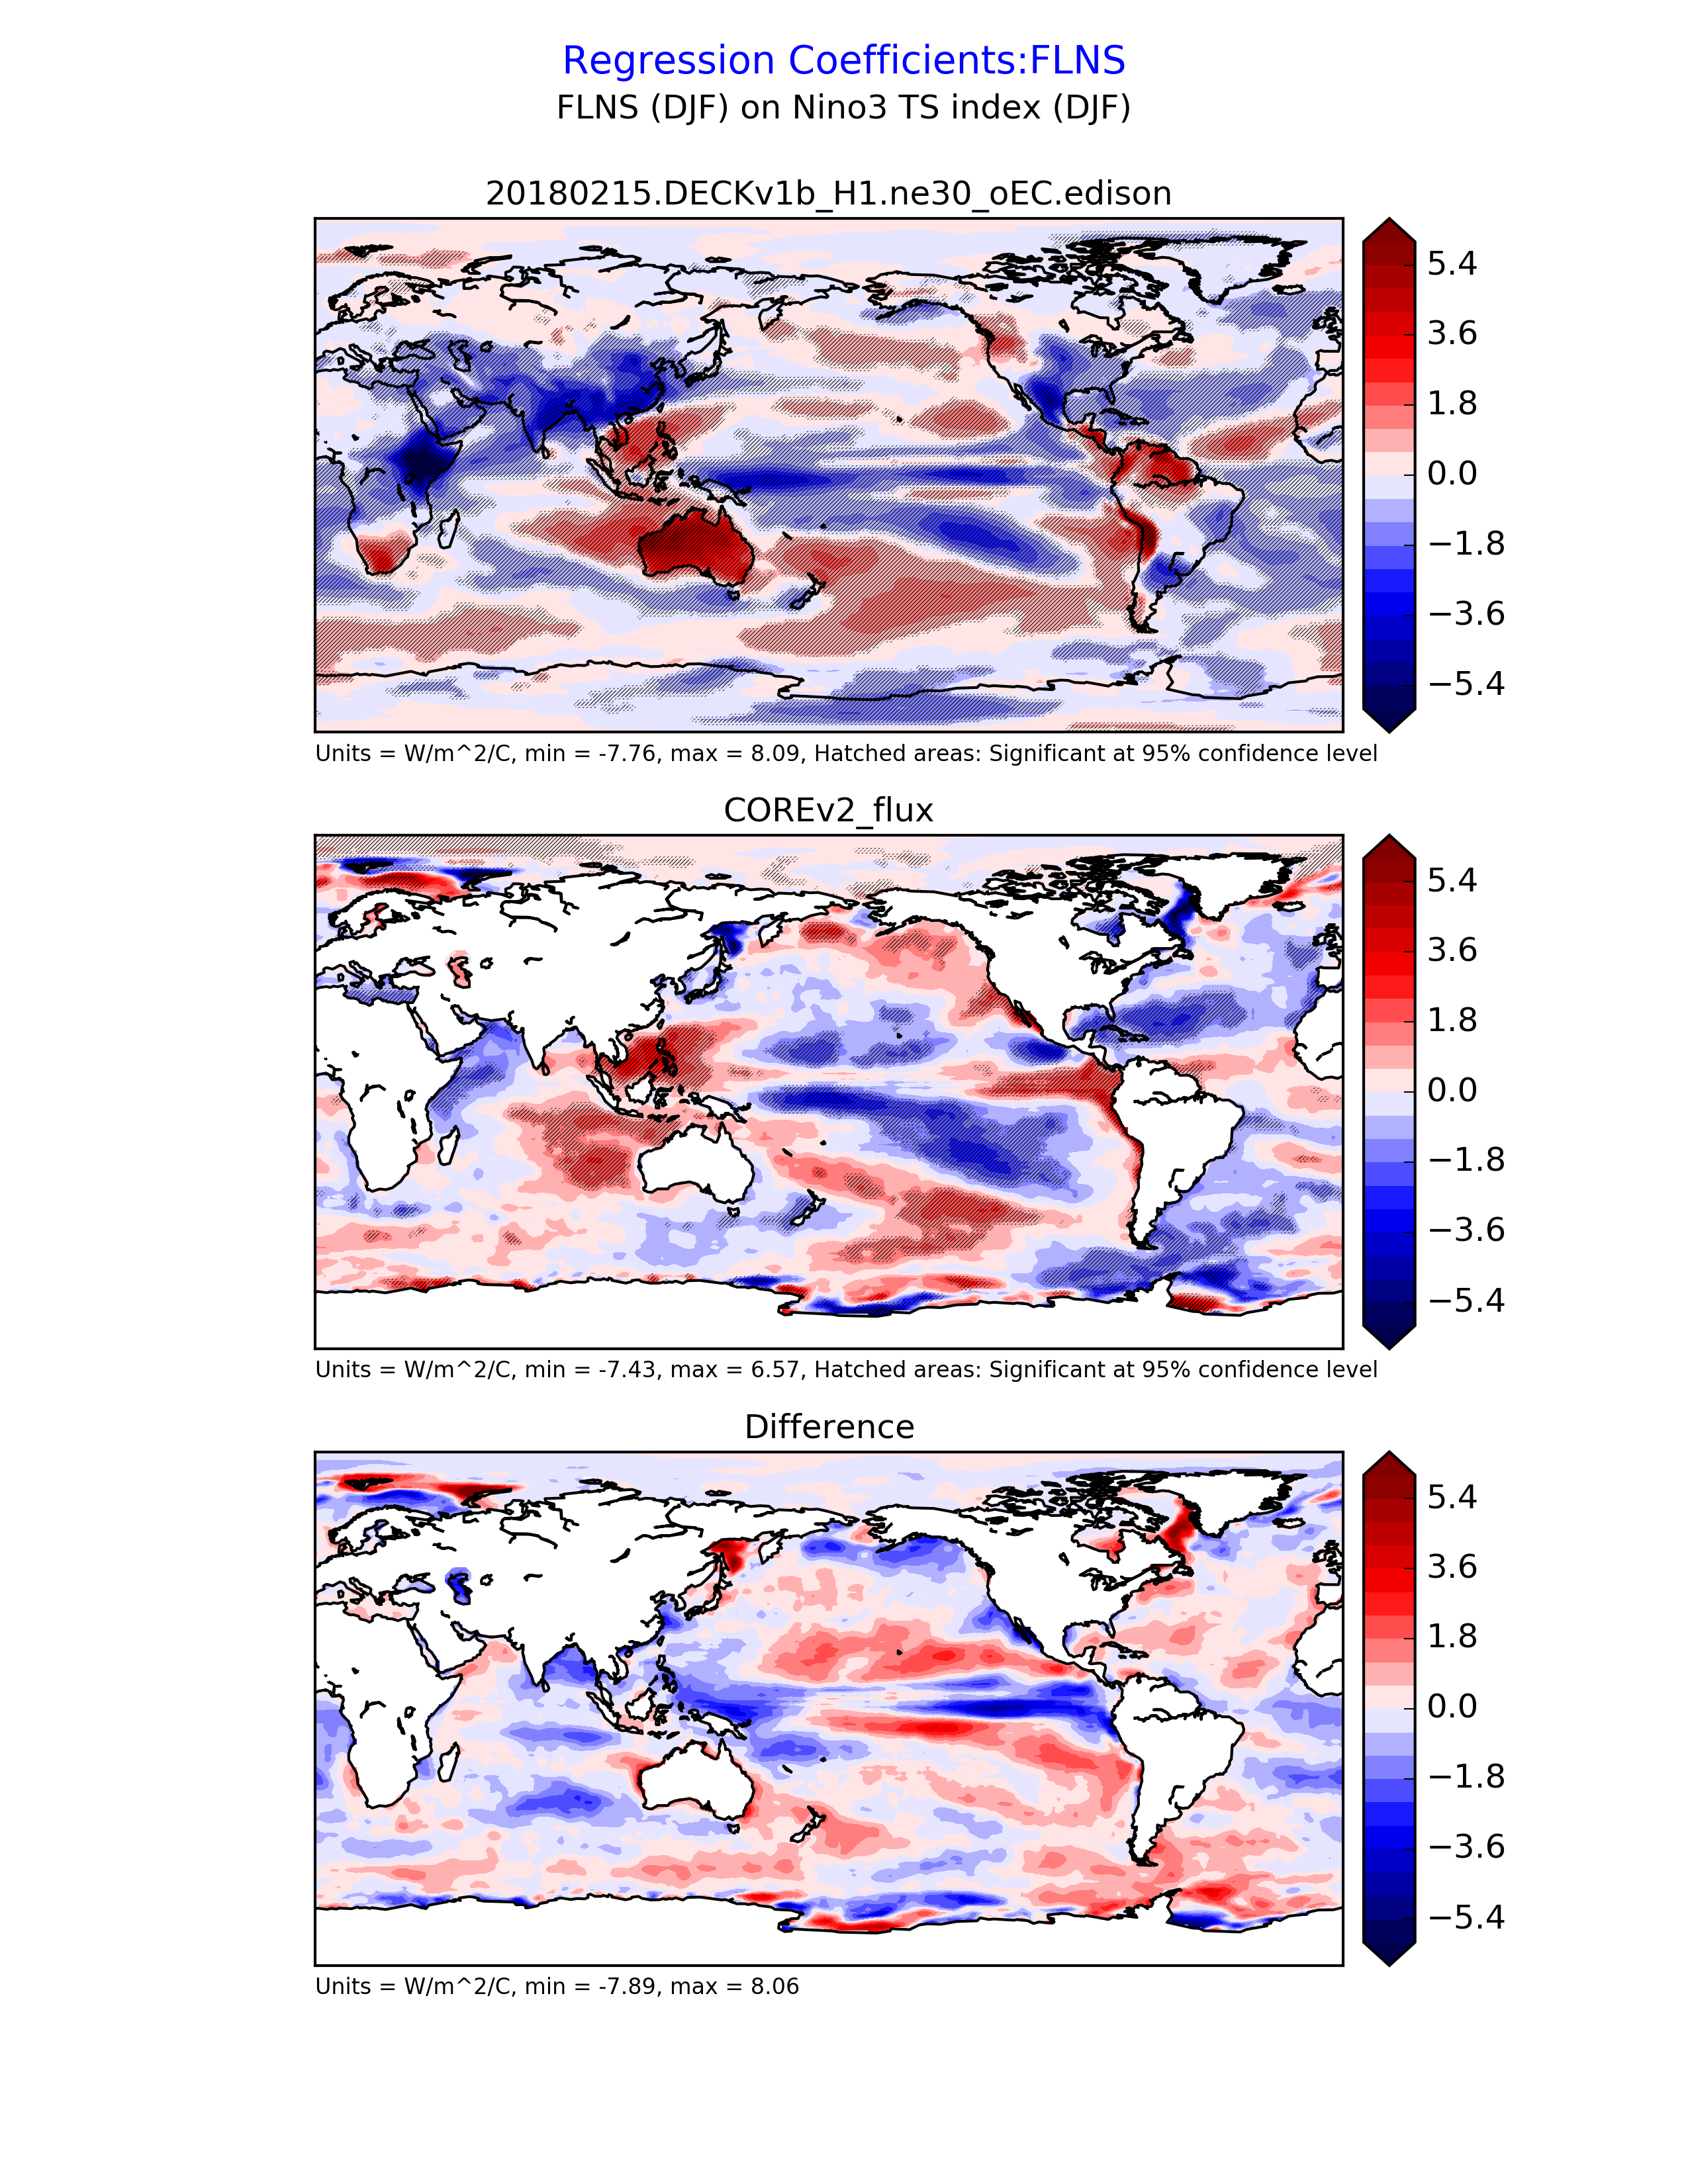 Regression Coefficients:FLNS
FLNS (DJF) on Nino3 TS index (DJF)
20180215.DECKv1b_H1.ne30_oEC.edison
5.4
3.6
1.8
0.0
−1.8
−3.6
−5.4
Units = W/m^2/C, min = -7.76, max = 8.09, Hatched areas: Significant at 95% confidence level
COREv2_flux
5.4
3.6
1.8
0.0
−1.8
−3.6
−5.4
Units = W/m^2/C, min = -7.43, max = 6.57, Hatched areas: Significant at 95% confidence level
Difference
5.4
3.6
1.8
0.0
−1.8
−3.6
−5.4
Units = W/m^2/C, min = -7.89, max = 8.06